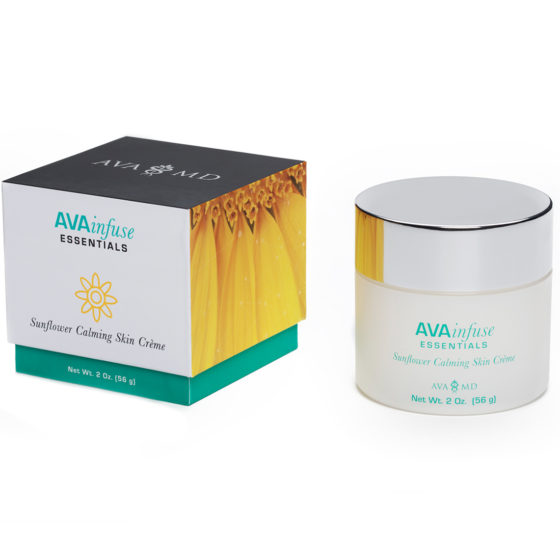 AVA MD
AVAinfuse
ESSENTIALS
Sunflower Calming Skin Crème
Net Wt. 2 Oz. (56 g)
AVAinfuse
ESSENTIALS
Sunflower Calming Skin Crème
AVA MD
Net Wt. 2 Oz. (56 g)